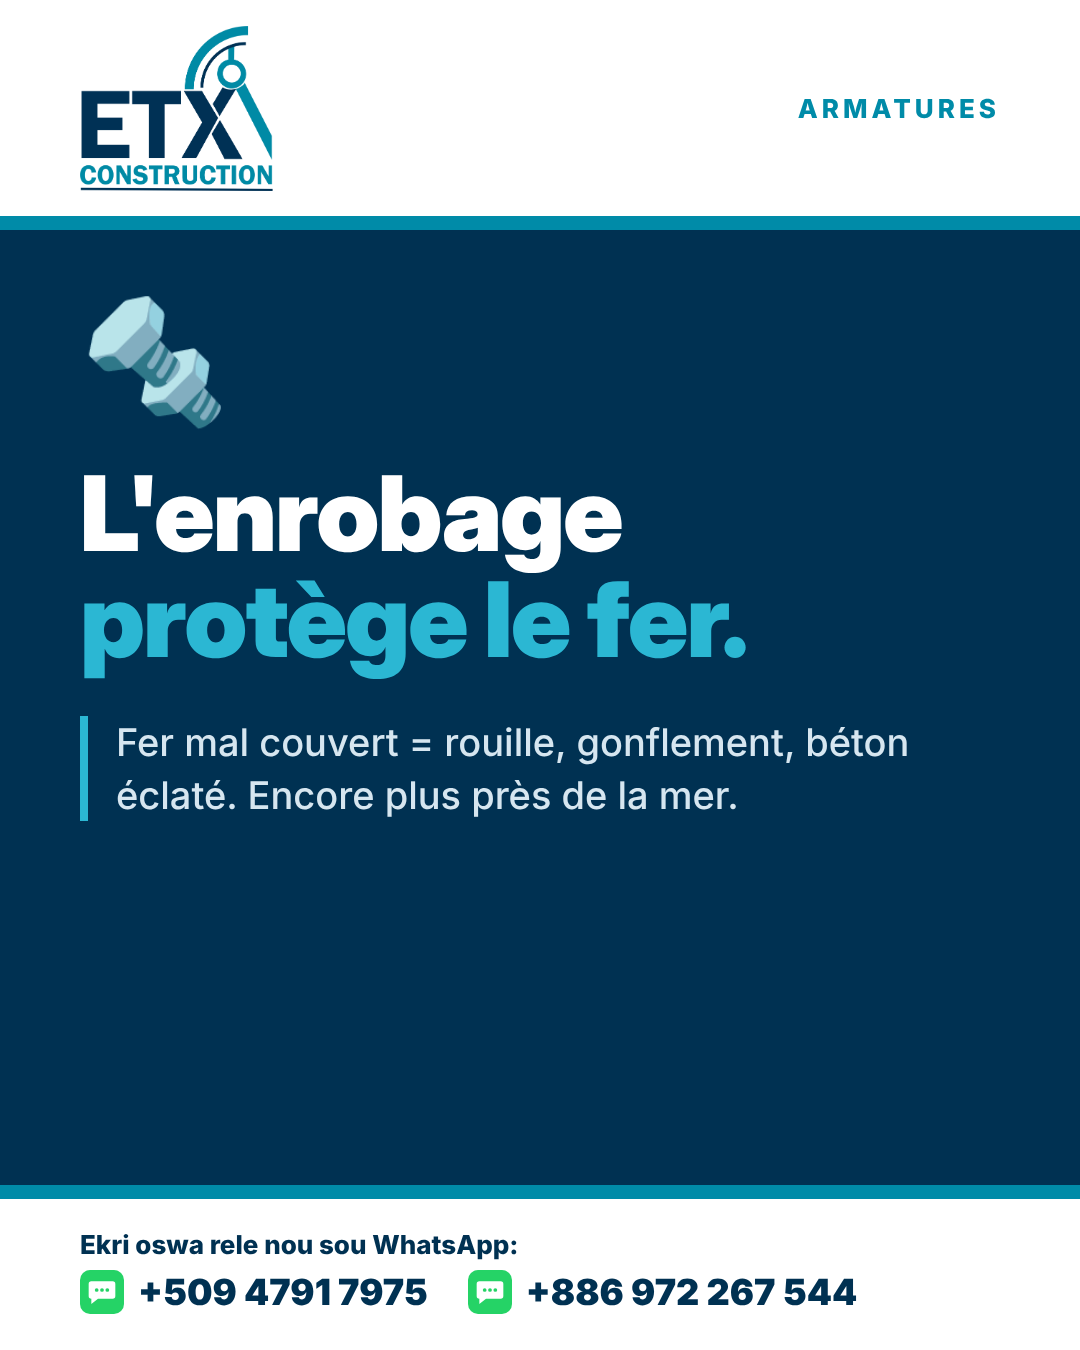 ETX
CONSTRUCTION
ARMATURES
L'enrobage
protège le fer.
Fer mal couvert = rouille, gonflement, béton
éclaté. Encore plus près de la mer.
Ekri oswa rele nou sou WhatsApp:
+509 4791 7975 +886 972 267 544